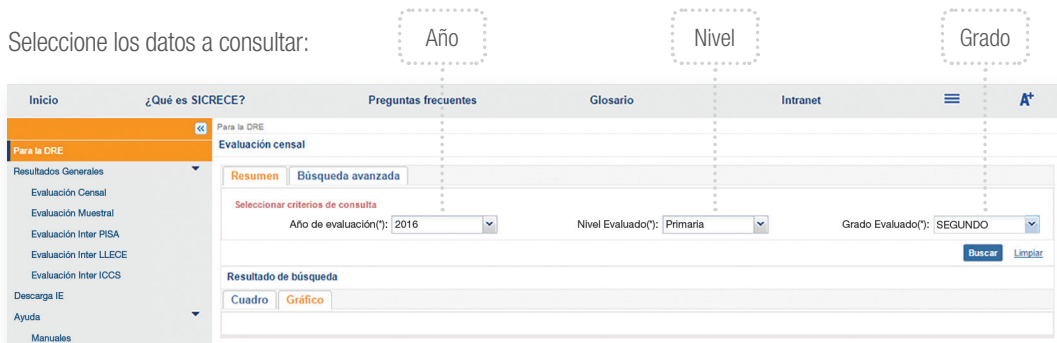 Seleccione los datos a consultar:
Año
Nivel
Grado
Inicio ¿Qué es SICRECE? Preguntas frecuentes Glosario Intranet A+
Para la DRE
Para la DRE
Evaluación censal
Resultados Generales
Evaluación Censal
Evaluación Muestral
Evaluación Inter PISA
Evaluación Inter LLECE
Evaluación Inter ICCS
Descarga IE
Ayuda
Manuales
Resumen Búsqueda avanzada
Seleccionar criterios de consulta
Año de evaluación(*): 2016 Nivel Evaluado(*): Primaria Grado Evaluado(*): SEGUNDO
Buscar Limpiar
Resultado de búsqueda
Cuadro Gráfico